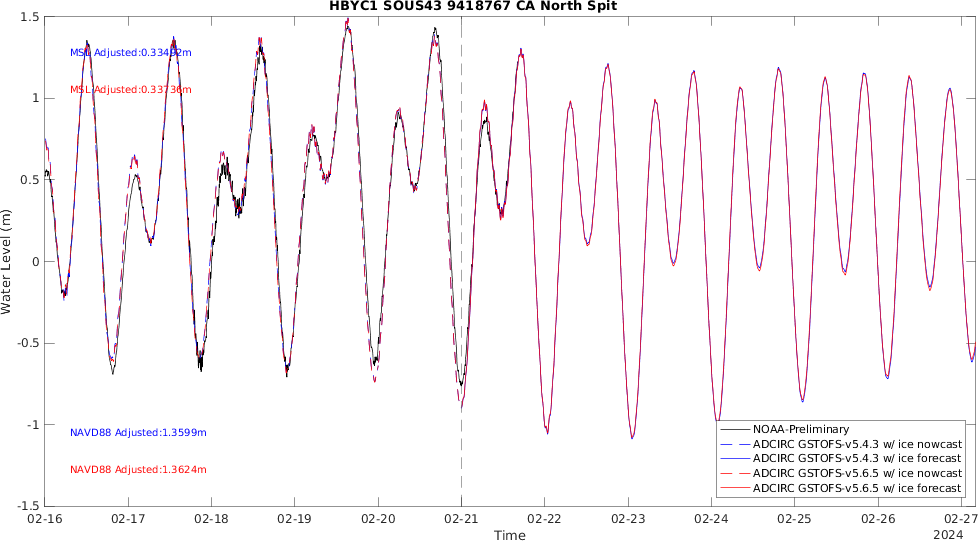 HBYC1 SOUS43 9418767 CA North Spit
1.5
MSL Adjusted:0.33492m
MSL Adjusted:0.33736m
1
0.5
0
-0.5
-1
-1.5
Water Level (m)
NAVD88 Adjusted:1.3599m
NAVD88 Adjusted:1.3624m
NOAA-Preliminary
ADCIRC GSTOFS-v5.4.3 w/ ice nowcast
ADCIRC GSTOFS-v5.4.3 w/ ice forecast
ADCIRC GSTOFS-v5.6.5 w/ ice nowcast
ADCIRC GSTOFS-v5.6.5 w/ ice forecast
02-16 02-17 02-18 02-19 02-20 02-21 02-22 02-23 02-24 02-25 02-26 02-27
2024
Time